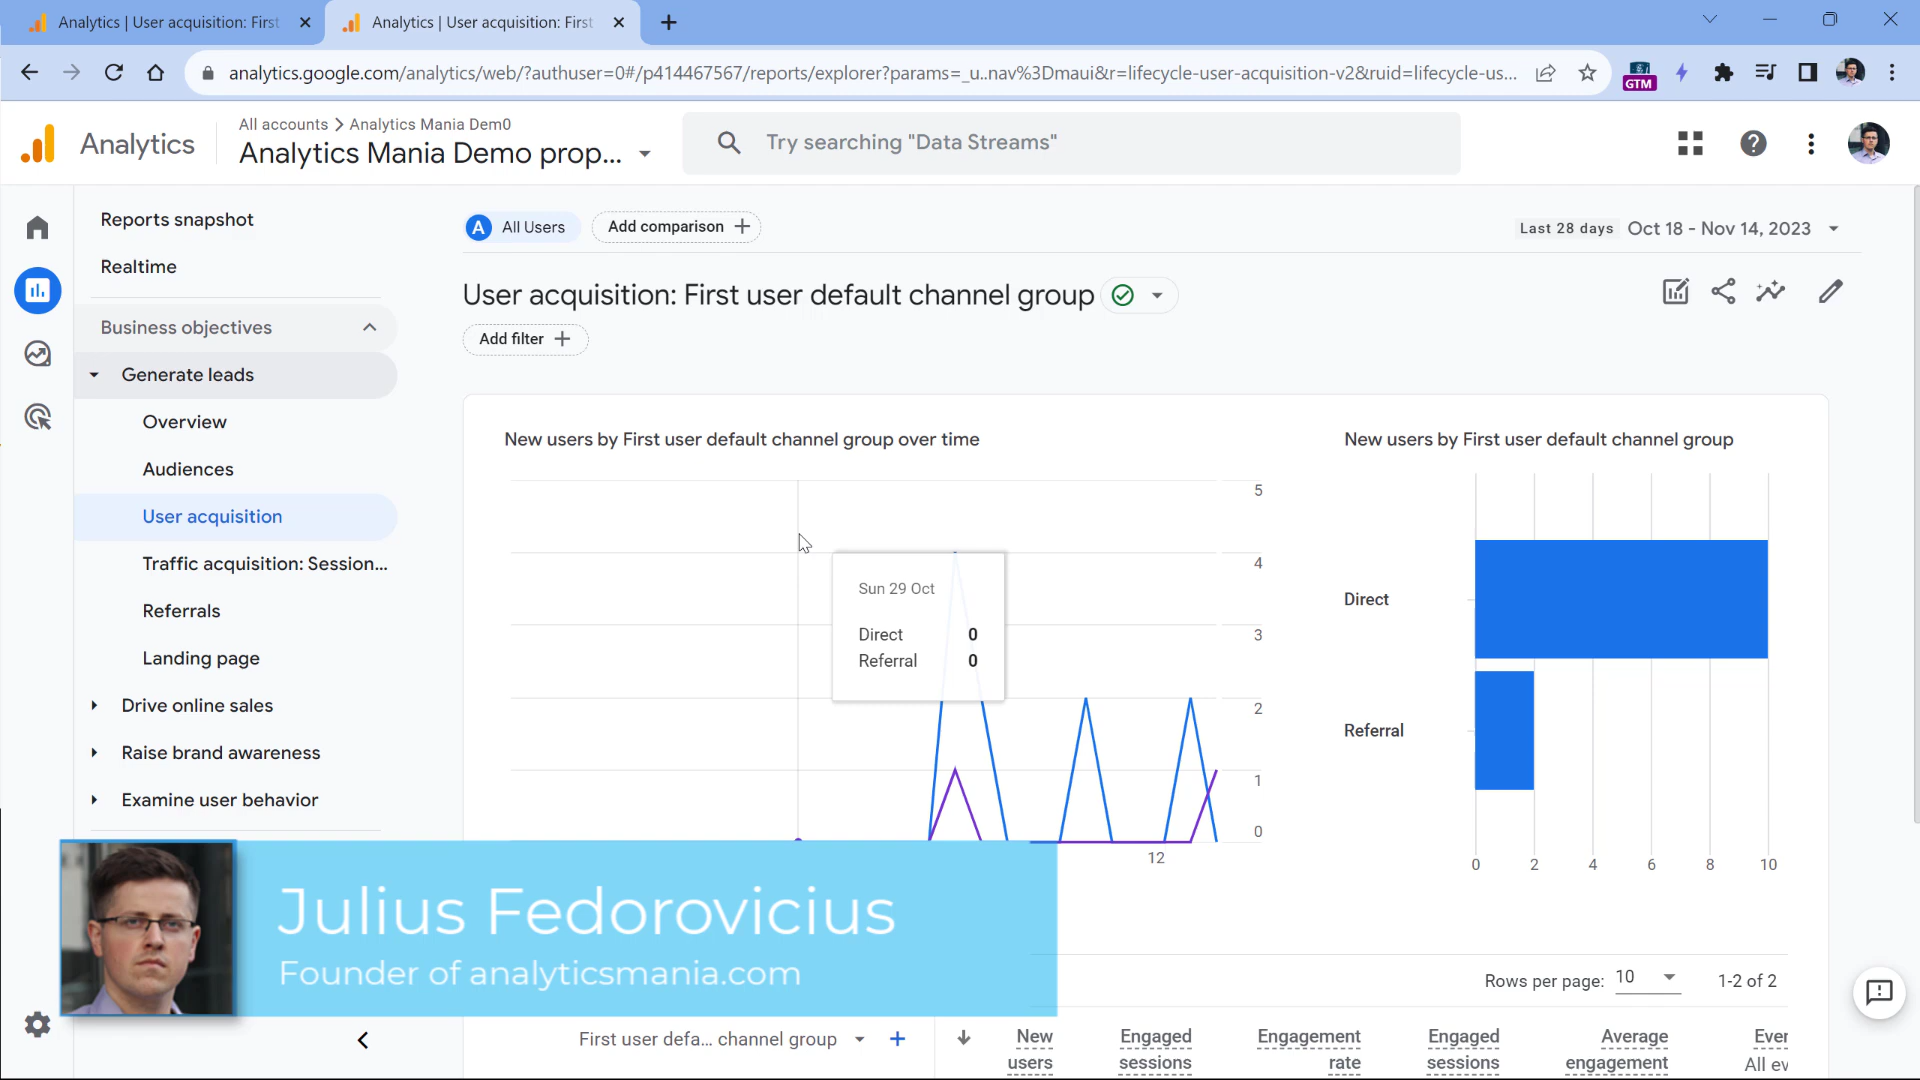 Analytics | User acquisition: First
Analytics | User acquisition: First
analytics.google.com/analytics/web/?authuser=0#/p414467567/reports/explorer?params=_u..nav%3Dmaui&r=lifecycle-user-acquisition-v2&ruid=lifecycle-us...
GTM
Analytics
All accounts > Analytics Mania Dem0
Analytics Mania Demo prop...
Try searching "Data Streams"
Reports snapshot
Realtime
Business objectives
Generate leads
Overview
Audiences
User acquisition
Traffic acquisition: Session...
Referrals
Landing page
Drive online sales
Raise brand awareness
Examine user behavior
A All Users
Add comparison +
Last 28 days Oct 18 - Nov 14, 2023
User acquisition: First user default channel group
Add filter +
New users by First user default channel group over time
5
4
3
2
1
0
12
Sun 29 Oct
Direct 0
Referral 0
New users by First user default channel group
Direct
Referral
0 2 4 6 8 10
Julius Fedorovicius
Founder of analyticsmania.com
Rows per page: 10 1-2 of 2
First user defa... channel group
New users
Engaged sessions
Engagement rate
Engaged sessions
Average engagement
Ever
All ev